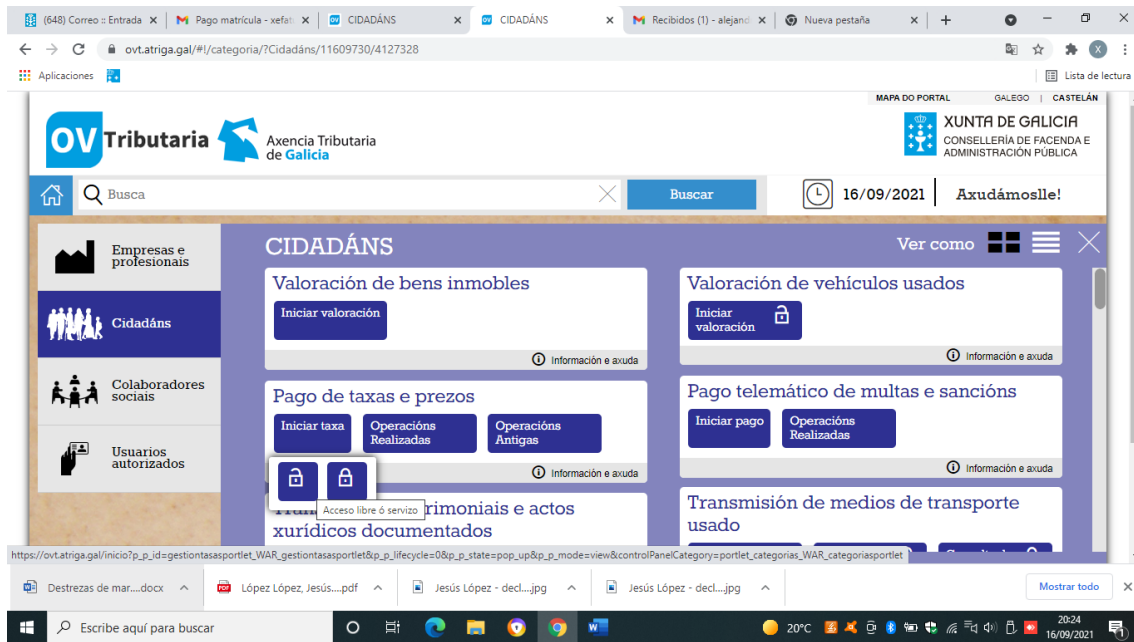 (648) Correo :: Entrada
Pago matrícula - xefat
CIDADÁNS
CIDADÁNS
Recibidos (1) - alejand
Nueva pestaña
ovt.atriga.gal/#!/categoria/?Cidadáns/11609730/4127328
X
Aplicaciones
Lista de lectura
MAPA DO PORTAL
GALEGO | CASTELÁN
OV Tributaria
Axencia Tributaria
de Galicia
XUNTA DE GALICIA
CONSELLERÍA DE FACENDA E
ADMINISTRACIÓN PÚBLICA
Busca
Buscar
16/09/2021
Axudámoslle!
Empresas e
profesionais
Cidadáns
Colaboradores
sociais
Usuarios
autorizados
CIDADÁNS
Ver como
Valoración de bens inmobles
Iniciar valoración
Información e axuda
Valoración de vehículos usados
Iniciar
valoración
Información e axuda
Pago de taxas e prezos
Iniciar taxa
Operacións
Realizadas
Operacións
Antigas
Información e axuda
Acceso libre ó servizo
Pago telemático de multas e sancións
Iniciar pago
Operacións
Realizadas
Información e axuda
rimoniais e actos
xurídicos documentados
Transmisión de medios de transporte
usado
https://ovt.atriga.gal/inicio?p_p_id=gestiontasasportlet_WAR_gestiontasasportlet&p_p_lifecycle=0&p_p_state=pop_up&p_p_mode=view&controlPanelCategory=portlet_categorias_WAR_categoriasportlet
Destrezas de mar....docx
López López, Jesús....pdf
Jesús López - decl....jpg
Jesús López - decl....jpg
Mostrar todo
Escribe aquí para buscar
20°C
20:24
16/09/2021